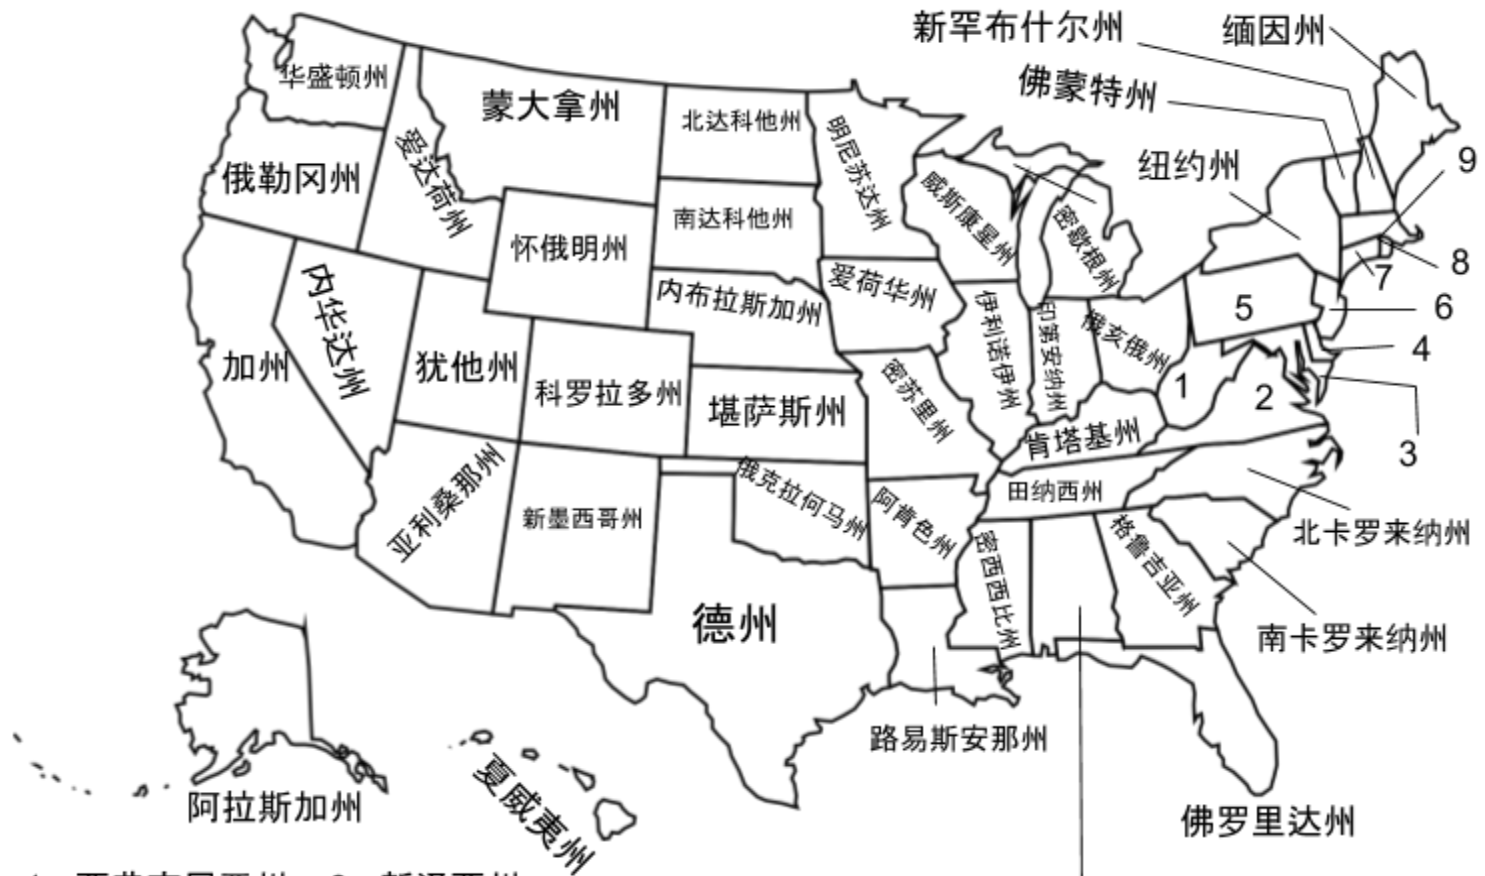 新罕布什尔州
缅因州
佛蒙特州
华盛顿州
蒙大拿州
北达科他州
明尼苏达州
纽约州
9
俄勒冈州
爱达荷州
威斯康星州
密歇根州
南达科他州
怀俄明州
8
7
内华达州
内布拉斯加州
爱荷华州
伊利诺伊州
印第安纳州
俄亥俄州
5
6
加州
犹他州
科罗拉多州
堪萨斯州
密苏里州
4
1
2
3
肯塔基州
亚利桑那州
新墨西哥州
俄克拉何马州
阿肯色州
田纳西州
北卡罗来纳州
密西西比州
格鲁吉亚州
德州
南卡罗来纳州
路易斯安那州
阿拉斯加州
夏威夷州
佛罗里达州